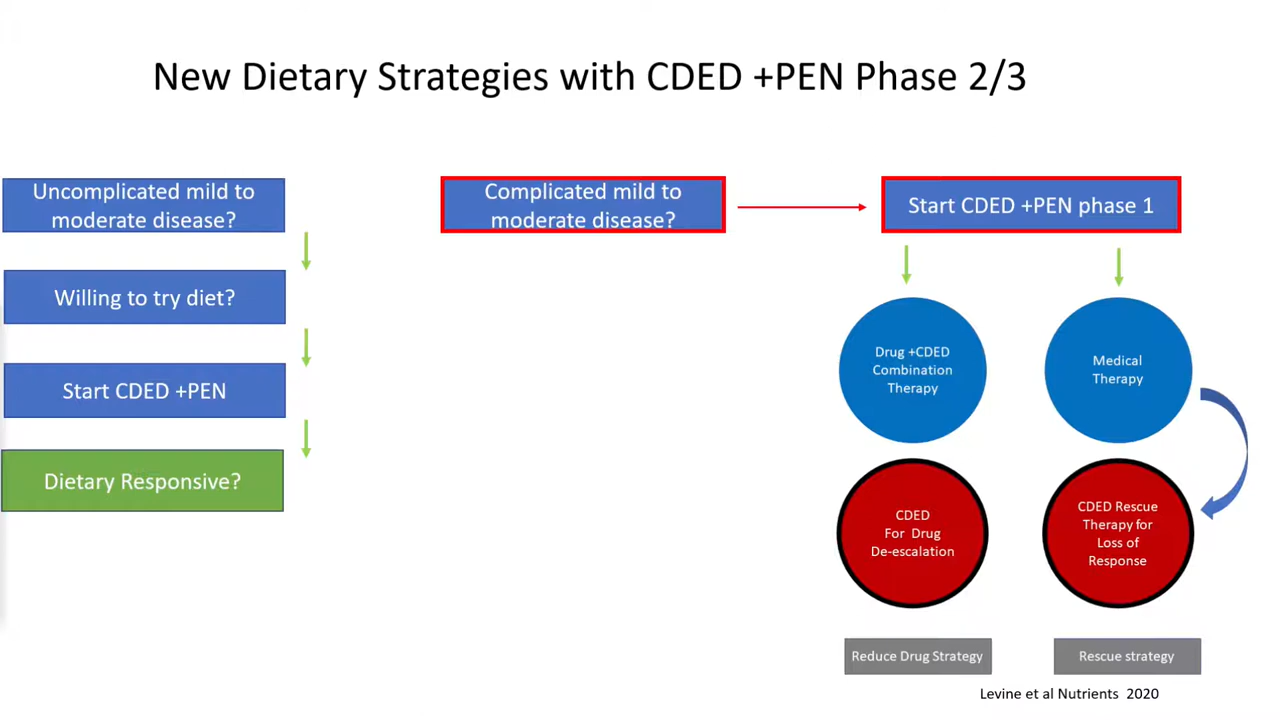 New Dietary Strategies with CDED +PEN Phase 2/3
Uncomplicated mild to
moderate disease?
Willing to try diet?
Start CDED +PEN
Dietary Responsive?
Complicated mild to
moderate disease?
Start CDED +PEN phase 1
Drug +CDED
Combination
Therapy
Medical
Therapy
CDED
For Drug
De-escalation
CDED Rescue
Therapy for
Loss of
Response
Reduce Drug Strategy
Rescue strategy
Levine et al Nutrients 2020